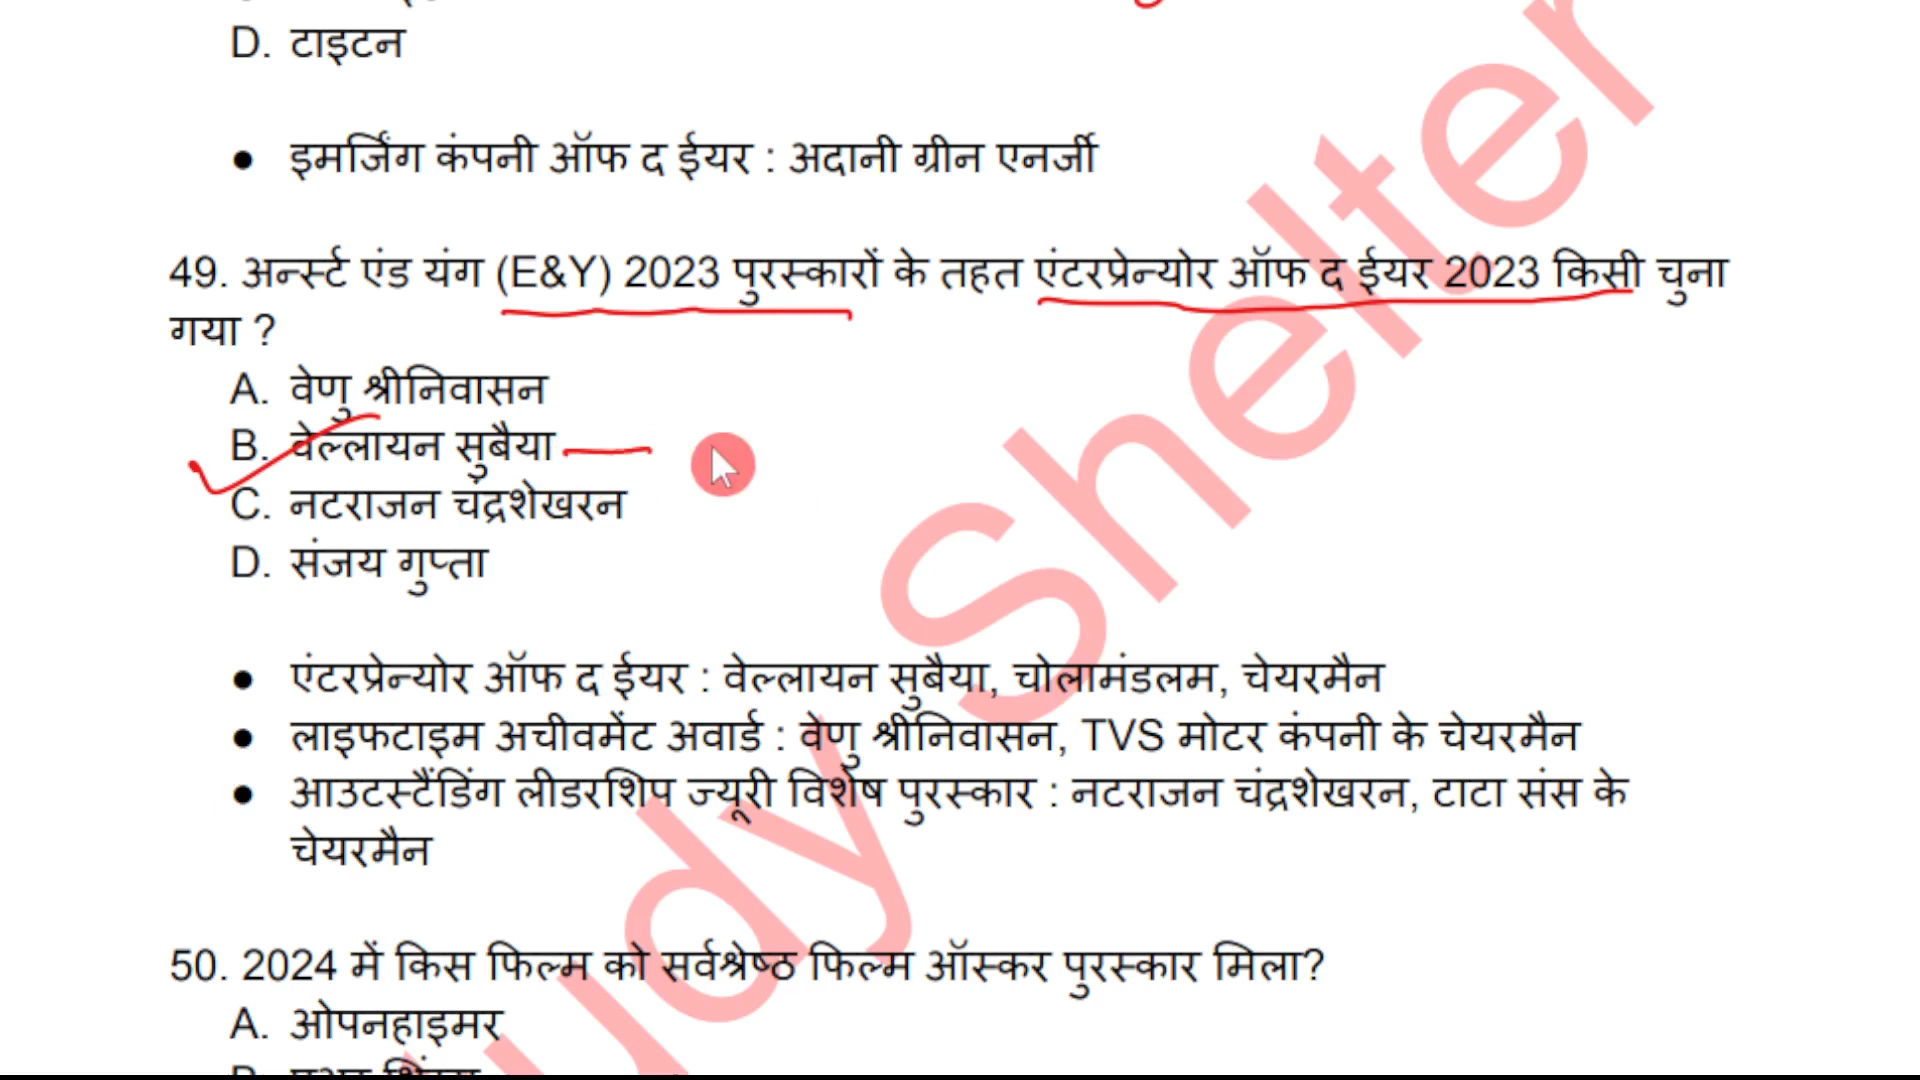 D. टाइटन
● इमर्जिंग कंपनी ऑफ द ईयर : अदानी ग्रीन एनर्जी
49. अर्न्स्ट एंड यंग (E&Y) 2023 पुरस्कारों के तहत एंटरप्रेन्योर ऑफ द ईयर 2023 किसी चुना
गया ?
A. वेणु श्रीनिवासन
B. वेल्लायन सुबैया
C. नटराजन चंद्रशेखरन
D. संजय गुप्ता
● एंटरप्रेन्योर ऑफ द ईयर : वेल्लायन सुबैया, चोलामंडलम, चेयरमैन
● लाइफटाइम अचीवमेंट अवार्ड : वेणु श्रीनिवासन, TVS मोटर कंपनी के चेयरमैन
● आउटस्टैंडिंग लीडरशिप ज्यूरी विशेष पुरस्कार : नटराजन चंद्रशेखरन, टाटा संस के
चेयरमैन
50. 2024 में किस फिल्म को सर्वश्रेष्ठ फिल्म ऑस्कर पुरस्कार मिला?
A. ओपनहाइमर
Shelter